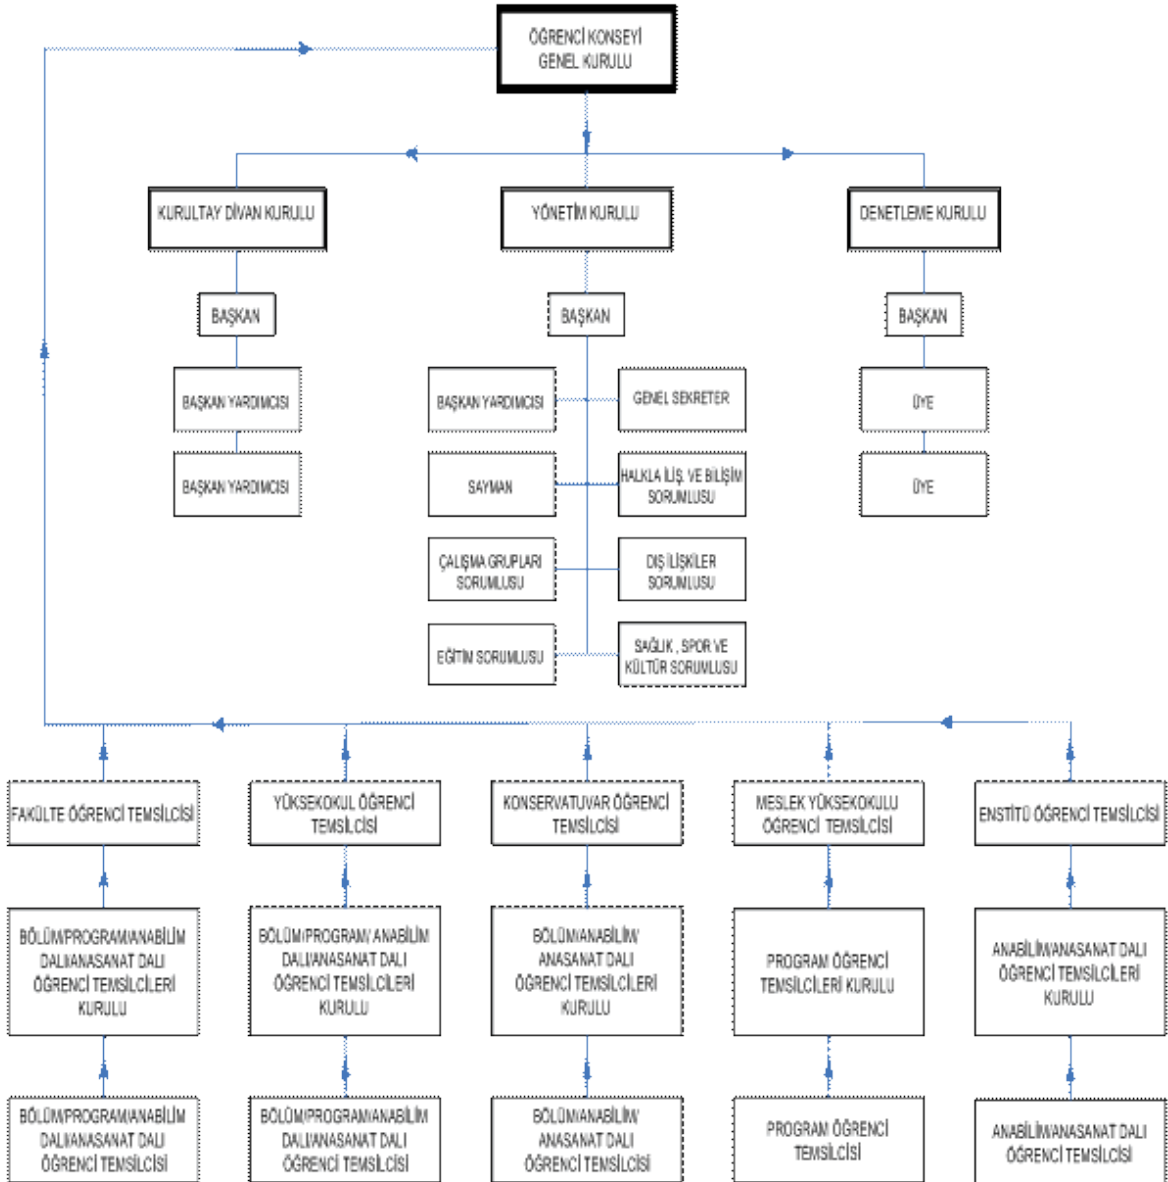 ÖĞRENCİ KONSEYİ
GENEL KURULU
KURULTAY DİVAN KURULU
YÖNETİM KURULU
DENETLEME KURULU
BAŞKAN
BAŞKAN
BAŞKAN
BAŞKAN YARDIMCISI
BAŞKAN YARDIMCISI
GENEL SEKRETER
ÜYE
BAŞKAN YARDIMCISI
SAYMAN
HALKLA İLİŞ. VE BİLİŞİM
SORUMLUSU
ÜYE
ÇALIŞMA GRUPLARI
SORUMLUSU
DIŞ İLİŞKİLER
SORUMLUSU
EĞİTİM SORUMLUSU
SAĞLIK , SPOR VE
KÜLTÜR SORUMLUSU
FAKÜLTE ÖĞRENCİ TEMSİLCİSİ
YÜKSEKOKUL ÖĞRENCİ
TEMSİLCİSİ
KONSERVATUVAR ÖĞRENCİ
TEMSİLCİSİ
MESLEK YÜKSEKOKULU
ÖĞRENCİ TEMSİLCİSİ
ENSTİTÜ ÖĞRENCİ TEMSİLCİSİ
BÖLÜM/PROGRAM/ANABİLİM
DALI/ANASANAT DALI
ÖĞRENCİ TEMSİLCİLERİ
KURULU
BÖLÜM/PROGRAM/ ANABİLİM
DALI/ANASANAT DALI
ÖĞRENCİ TEMSİLCİLERİ
KURULU
BÖLÜM/ANABİLİM/
ANASANAT DALI
ÖĞRENCİ TEMSİLCİLERİ
KURULU
PROGRAM ÖĞRENCİ
TEMSİLCİLERİ KURULU
ANABİLİM/ANASANAT DALI
ÖĞRENCİ TEMSİLCİLERİ
KURULU
BÖLÜM/PROGRAM/ANABİLİM
DALI/ANASANAT DALI
ÖĞRENCİ TEMSİLCİSİ
BÖLÜM/PROGRAM/ANABİLİM
DALI/ANASANAT DALI
ÖĞRENCİ TEMSİLCİSİ
BÖLÜM/ANABİLİM/
ANASANAT DALI
ÖĞRENCİ TEMSİLCİSİ
PROGRAM ÖĞRENCİ
TEMSİLCİSİ
ANABİLİM/ANASANAT DALI
ÖĞRENCİ TEMSİLCİSİ